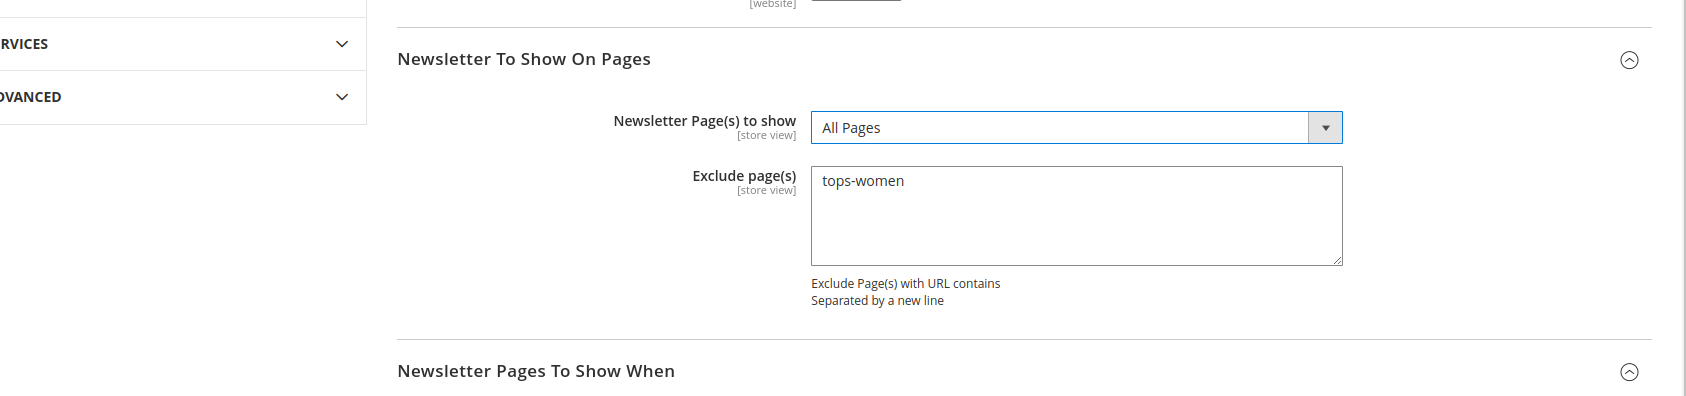 [website]
RVICES
Newsletter To Show On Pages
DVANCED
Newsletter Page(s) to show
[store view]
All Pages
Exclude page(s)
[store view]
tops-women
Exclude Page(s) with URL contains
Separated by a new line
Newsletter Pages To Show When